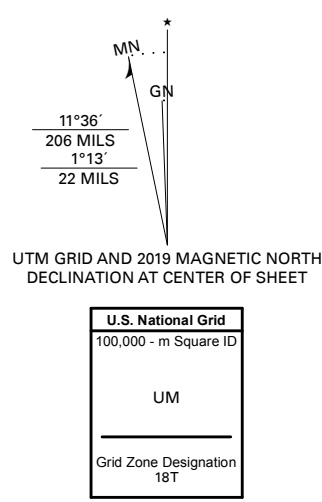 ★
MN
GN
11°36´
206 MILS
1°13´
22 MILS
UTM GRID AND 2019 MAGNETIC NORTH
DECLINATION AT CENTER OF SHEET
U.S. National Grid
100,000 - m Square ID
UM
Grid Zone Designation
18T